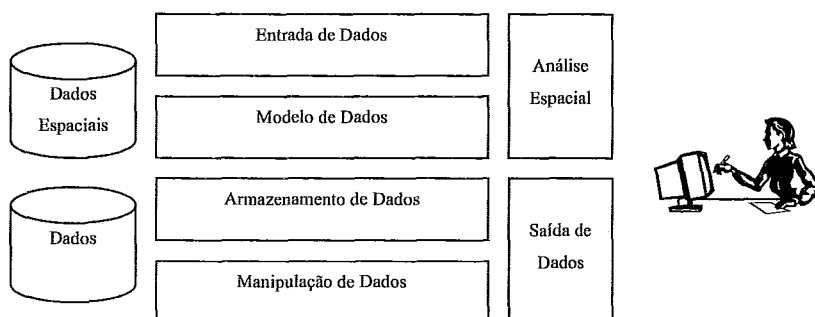 Entrada de Dados
Dados
Espaciais
Modelo de Dados
Análise
Espacial
Armazenamento de Dados
Dados
Manipulação de Dados
Saída de
Dados